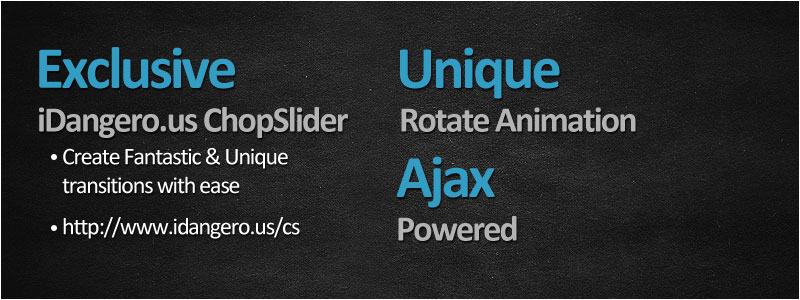 Exclusive
iDangero.us ChopSlider
• Create Fantastic & Unique
transitions with ease
• http://www.idangero.us/cs
Unique
Rotate Animation
Ajax
Powered